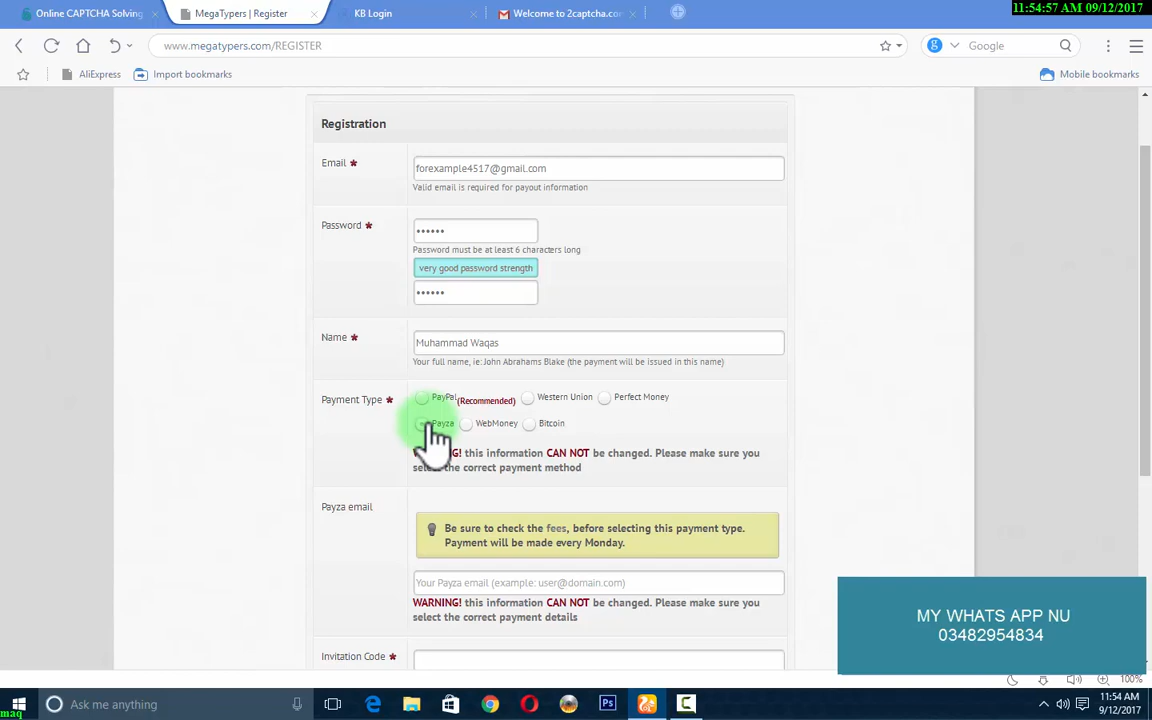 11:54:57 AM 09/12/2017
Online CAPTCHA Solving
MegaTypers | Register
KB Login
Welcome to 2captcha.co
www.megatypers.com/REGISTER
Google
AliExpress
Import bookmarks
Mobile bookmarks
Registration
Email *
forexample4517@gmail.com
Valid email is required for payout information
Password *
••••••
Password must be at least 6 characters long
very good password strength
••••••
Name *
Muhammad Waqas
Your full name, ie: John Abrahams Blake (the payment will be issued in this name)
Payment Type *
PayPal (Recommended) Western Union Perfect Money
Payza WebMoney Bitcoin
this information CAN NOT be changed. Please make sure you
the correct payment method
Payza email
Be sure to check the fees, before selecting this payment type.
Payment will be made every Monday.
Your Payza email (example: user@domain.com)
WARNING! this information CAN NOT be changed. Please make sure you
select the correct payment details
Invitation Code *
MY WHATS APP NU
03482954834
100%
Ask me anything
Ps
11:54 AM
9/12/2017
maq